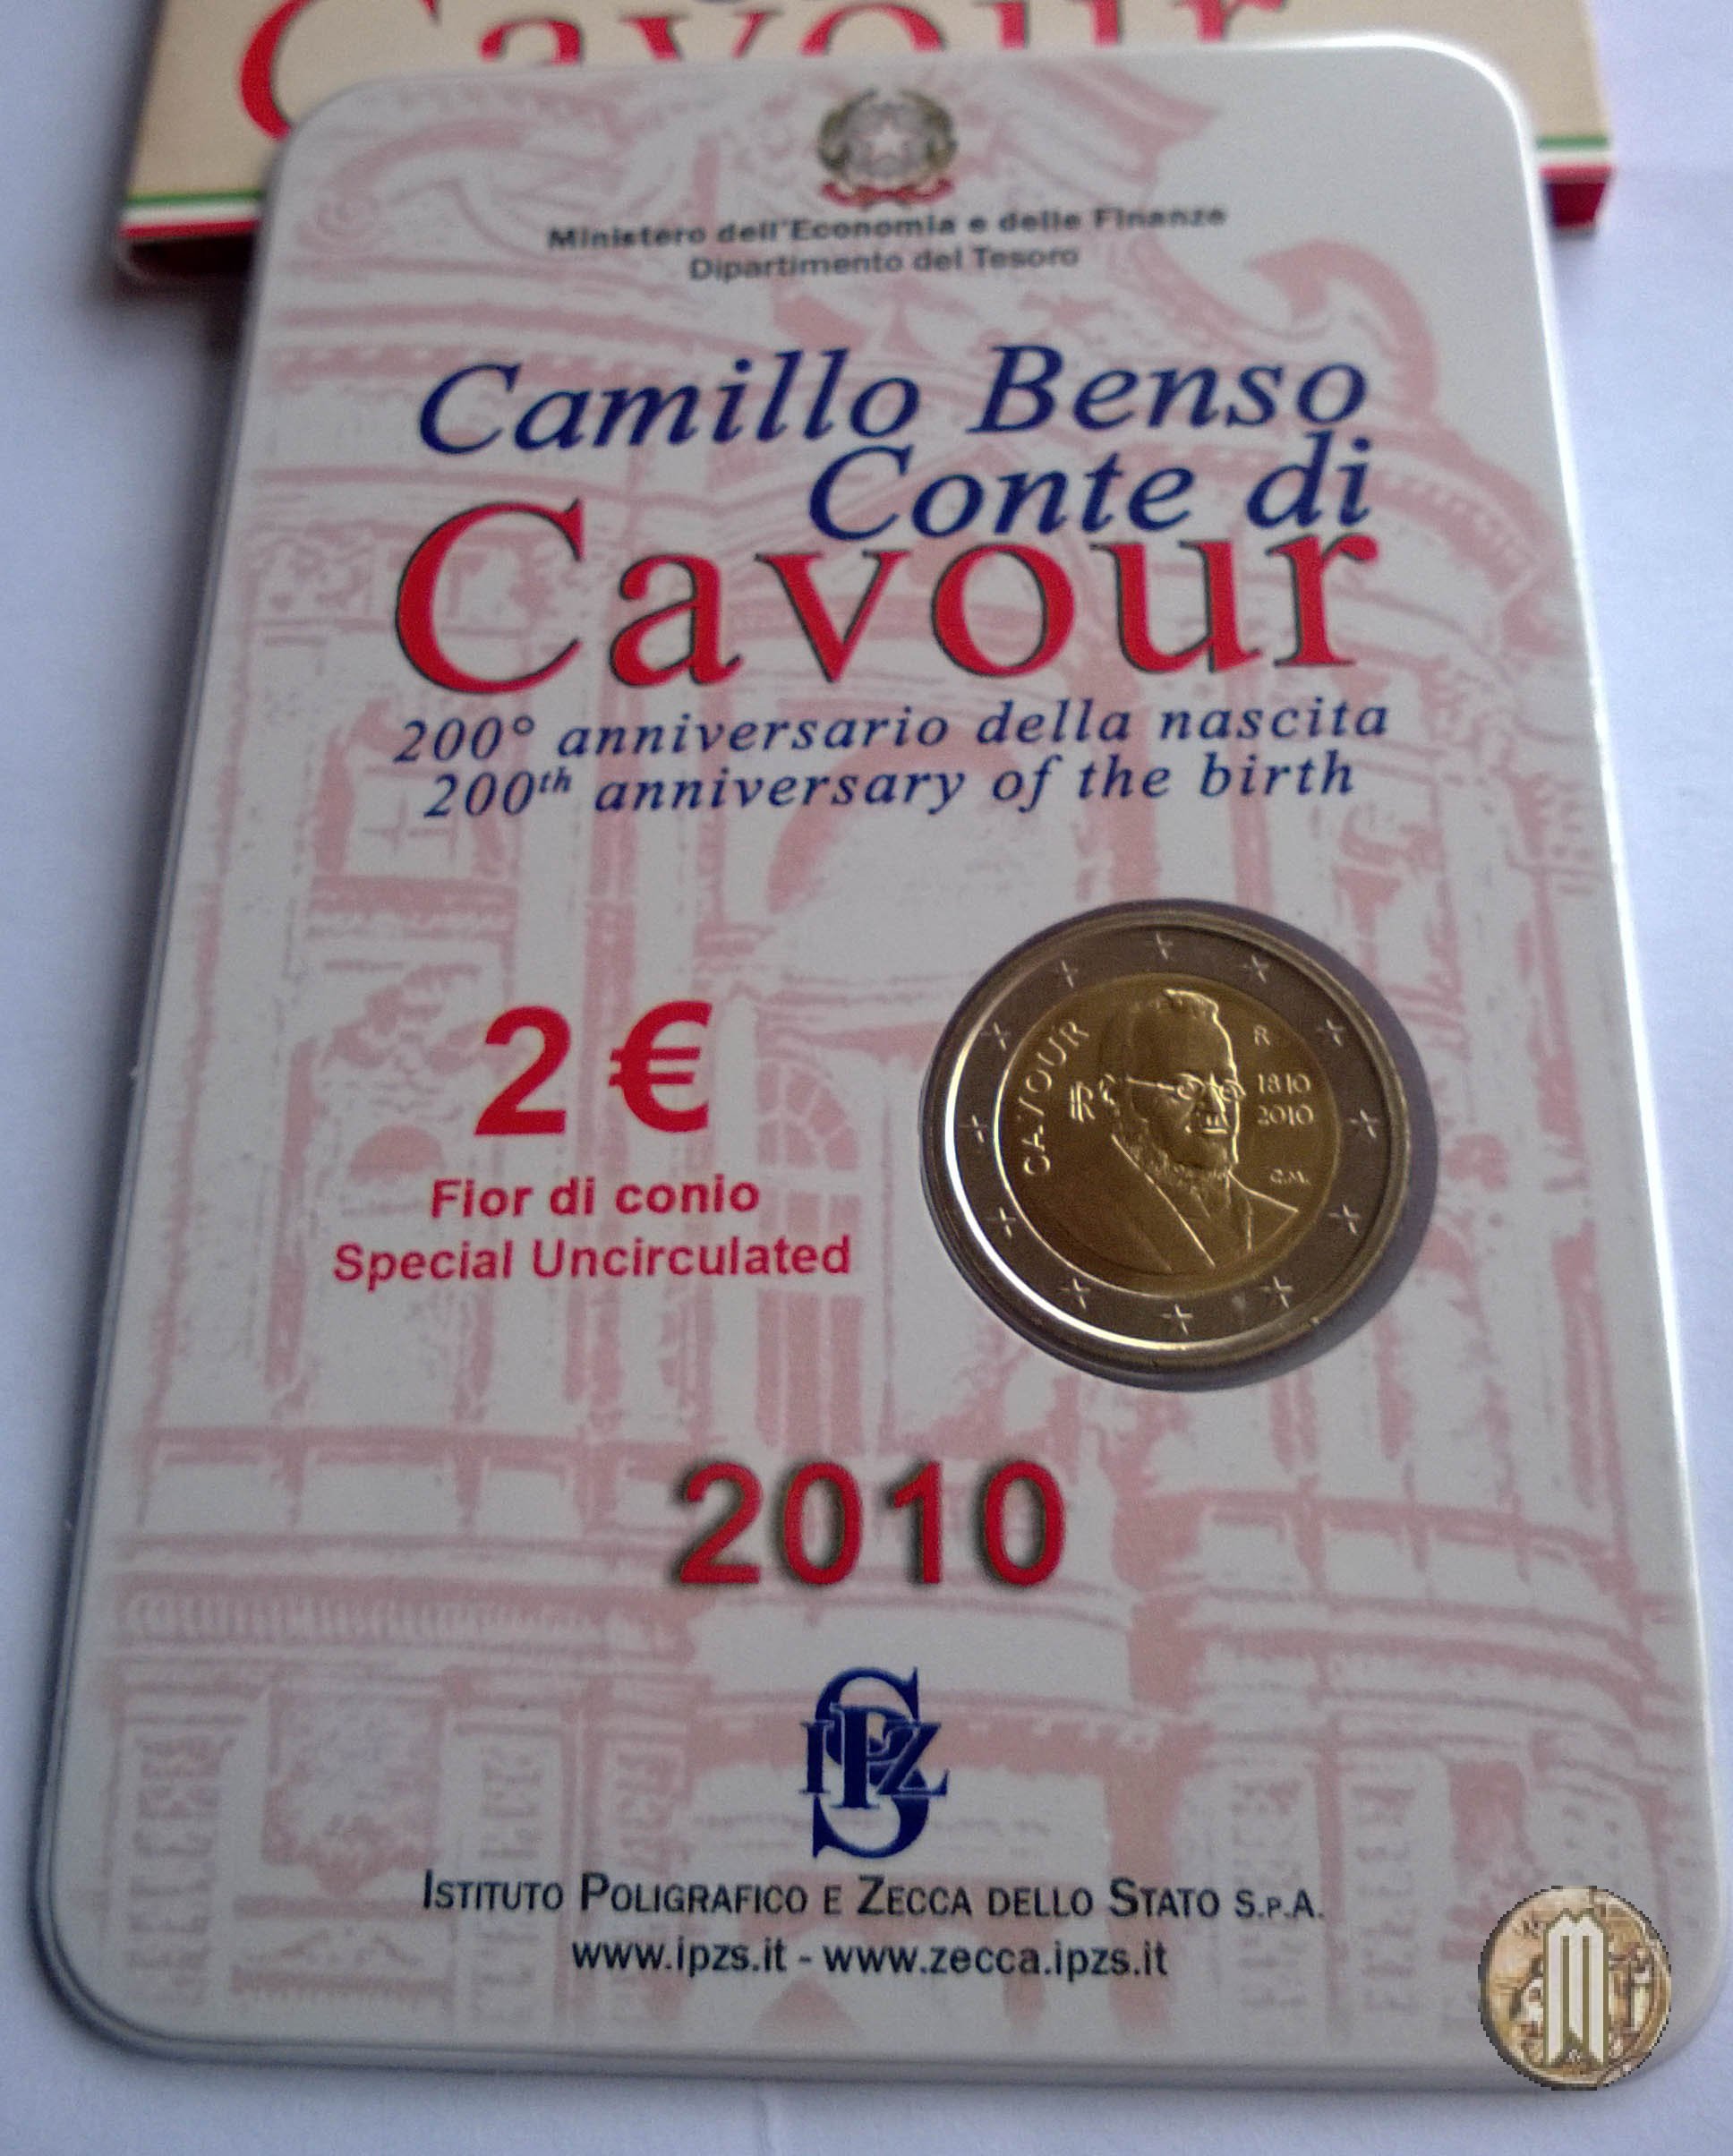 Cavour
Ministero dell'Economia e delle Finanze
Dipartimento del Tesoro
Camillo Benso
Conte di
Cavour
200° anniversario della nascita
200th anniversary of the birth
2 €
Fior di conio
Special Uncirculated
CAVOUR
RI
R
1810
2010
C.M.
2010
IPZS
ISTITUTO POLIGRAFICO E ZECCA DELLO STATO S.P.A.
www.ipzs.it - www.zecca.ipzs.it
M